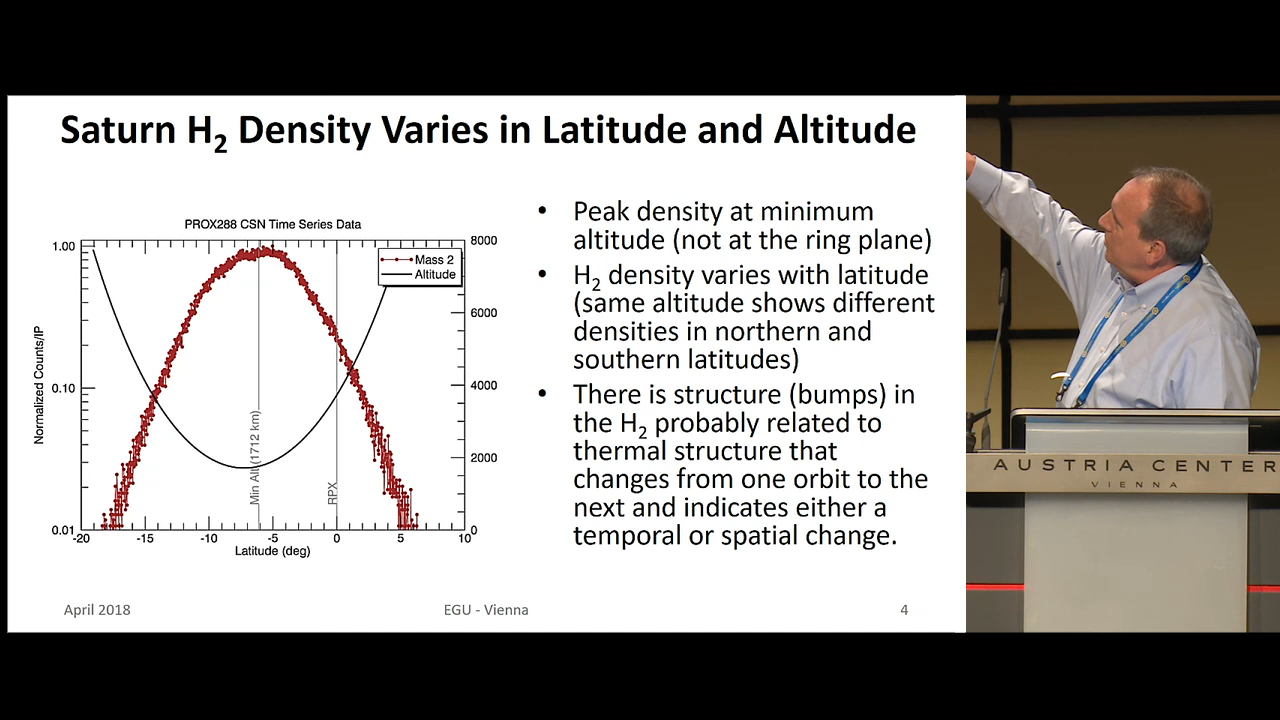 Saturn H₂ Density Varies in Latitude and Altitude
PROX288 CSN Time Series Data
Normalized Counts/IP
1.00
0.10
0.01
8000
6000
4000
2000
0
Mass 2
Altitude
Min Alt (1712 km)
RPX
-20 -15 -10 -5 0 5 10
Latitude (deg)
• Peak density at minimum
altitude (not at the ring plane)
• H₂ density varies with latitude
(same altitude shows different
densities in northern and
southern latitudes)
• There is structure (bumps) in
the H₂ probably related to
thermal structure that
changes from one orbit to the
next and indicates either a
temporal or spatial change.
April 2018
EGU - Vienna
4
AUSTRIA CENTER
VIENNA